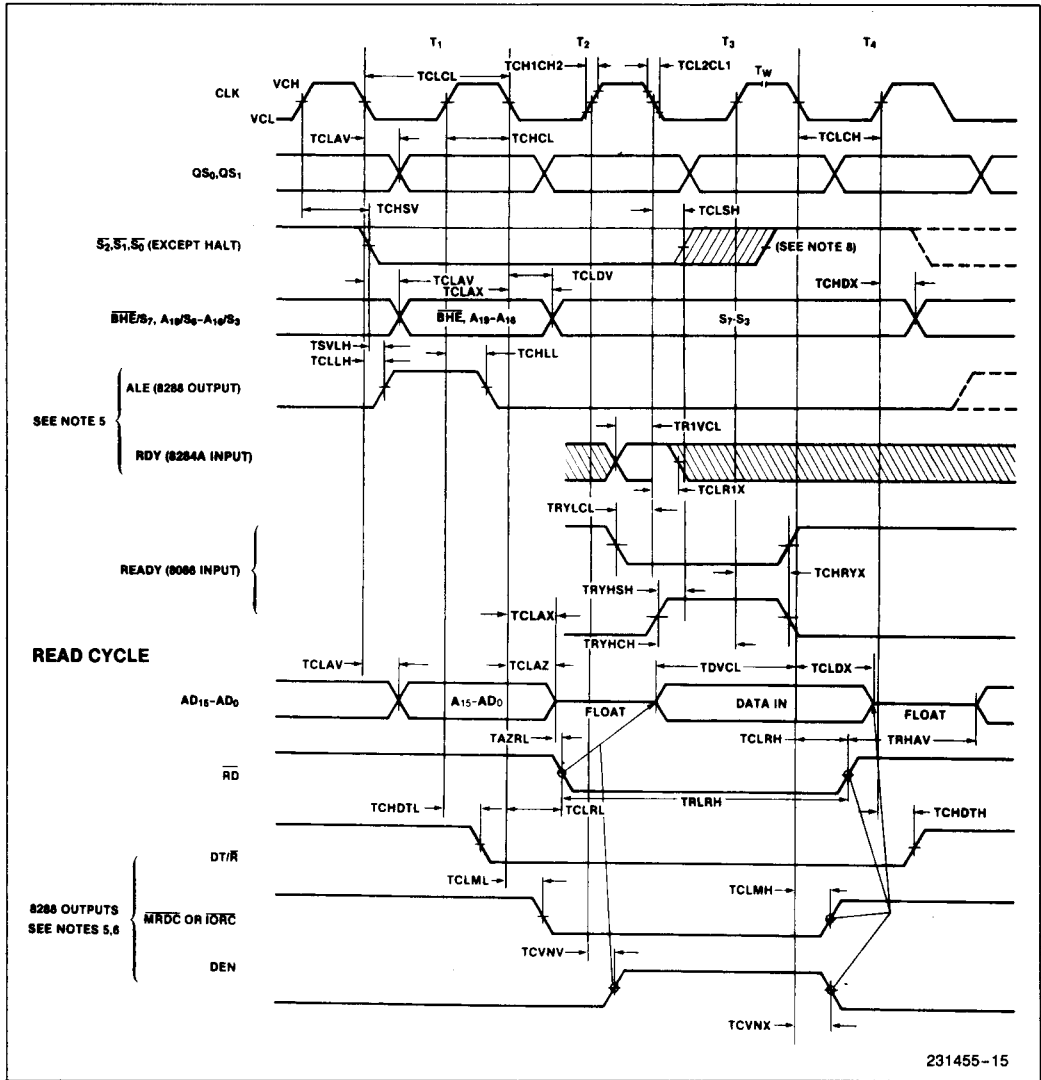 T1 T2 T3 T4
TCH1CH2 TCL2CL1
TCLCL TW
VCH
CLK
VCL
TCLAV TCHCL TCLCH
QS0,QS1
TCHSV TCLSH
S2,S1,S0 (EXCEPT HALT) (SEE NOTE 8)
TCLAV TCLDV TCHDX
TCLAX
BHE/S7, A19/S6-A16/S3 BHE, A19-A16 S7-S3
TSVLH TCHLL
TCLLH
ALE (8288 OUTPUT)
SEE NOTE 5
TR1VCL
RDY (8284A INPUT)
TCLR1X
TRYLCL
READY (8086 INPUT)
TCHRYX
TRYHSH
TCLAX
TRYHCH
READ CYCLE
TCLAV TCLAZ TDVCL TCLDX
AD15-AD0 A15-AD0 FLOAT DATA IN FLOAT
TAZRL TCLRH TRHAV
RD
TRLRH
TCHDTL TCLRL TCHDTH
DT/R
TCLML TCLMH
8288 OUTPUTS
SEE NOTES 5,6
MRDC OR IORC
TCVNV
DEN
TCVNX
231455-15